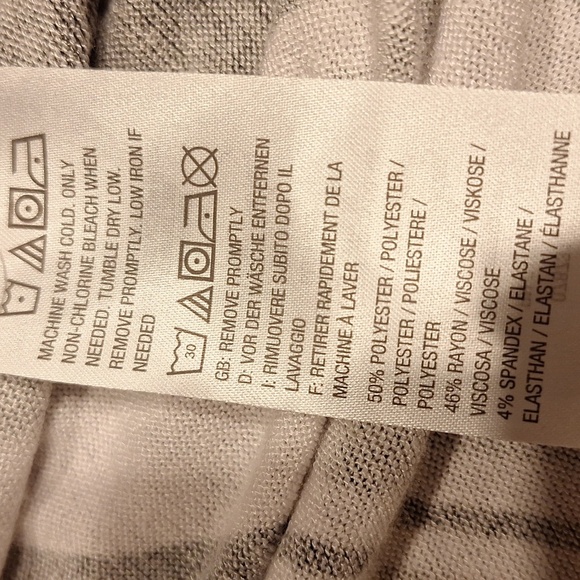 MACHINE WASH COLD. ONLY
NON-CHLORINE BLEACH WHEN
NEEDED. TUMBLE DRY LOW.
REMOVE PROMPTLY. LOW IRON IF
NEEDED
30
GB: REMOVE PROMPTLY
D: VOR DER WÄSCHE ENTFERNEN
I: RIMUOVERE SUBITO DOPO IL
LAVAGGIO
F: RETIRER RAPIDEMENT DE LA
MACHINE À LAVER
50% POLYESTER / POLYESTER /
POLYESTER / POLIESTERE /
POLYESTER
46% RAYON / VISCOSE / VISKOSE /
VISCOSA / VISCOSE
4% SPANDEX / ELASTANE /
ELASTHAN / ELASTAN / ÉLASTHANNE